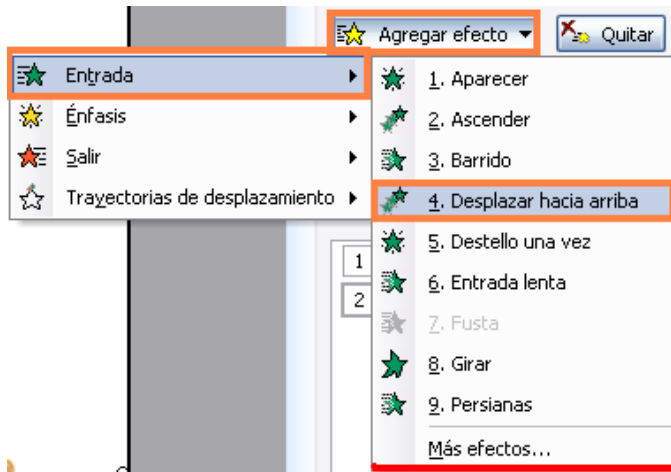 Agregar efecto
Quitar
Entrada
Énfasis
Salir
Trayectorias de desplazamiento
1. Aparecer
2. Ascender
3. Barrido
4. Desplazar hacia arriba
5. Destello una vez
6. Entrada lenta
7. Fusta
8. Girar
9. Persianas
Más efectos...
1
2